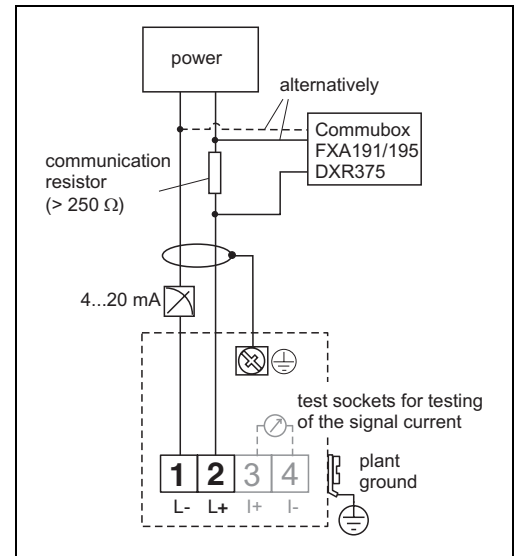 power
alternatively
Commubox
FXA191/195
DXR375
communication
resistor
(> 250 Ω)
4...20 mA
test sockets for testing
of the signal current
1 2 3 4
L- L+ I+ I-
plant
ground